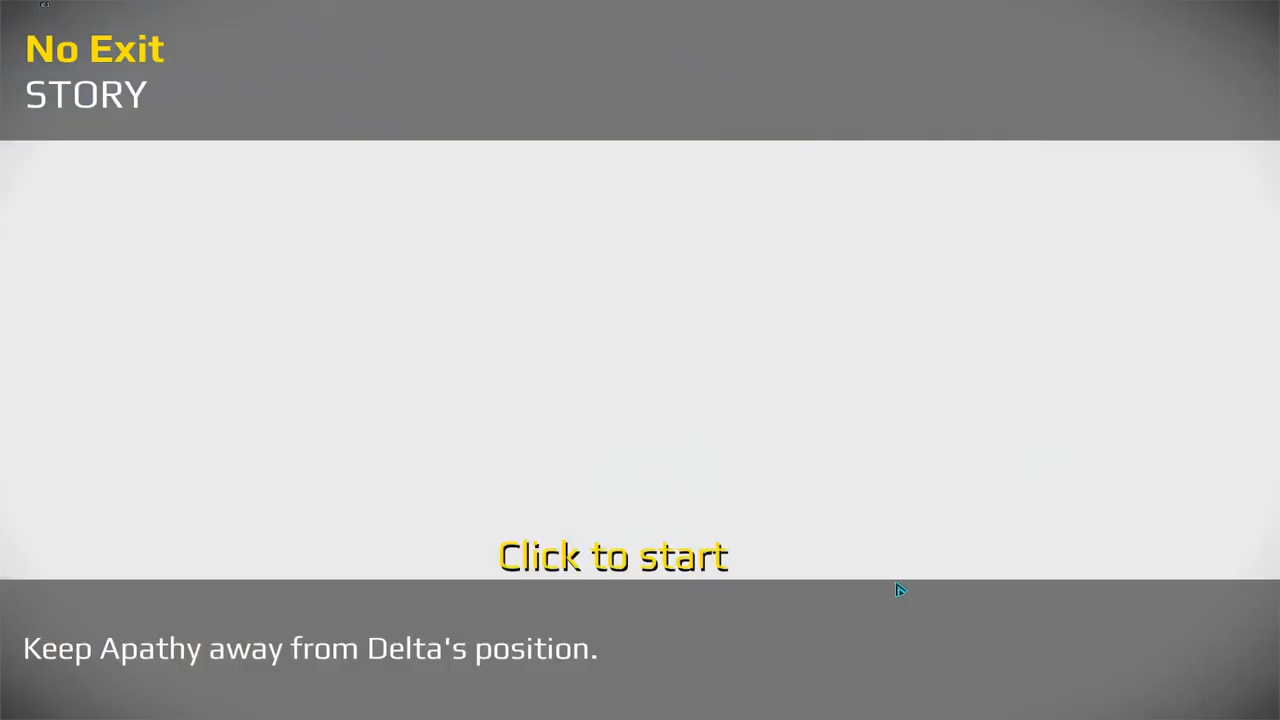 No Exit
STORY
Click to start
Keep Apathy away from Delta's position.